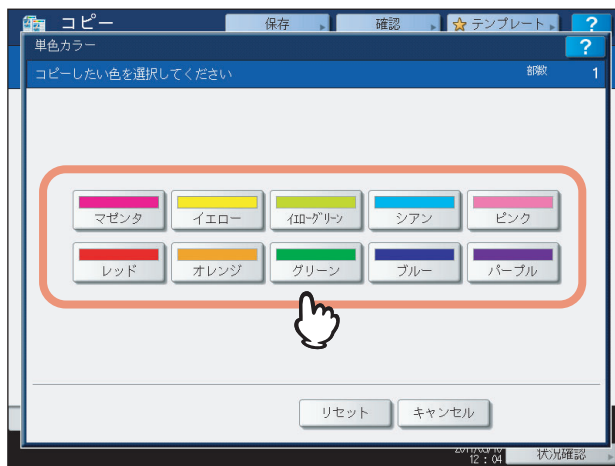 コピー 保存 確認 テンプレート ?
単色カラー ?
コピーしたい色を選択してください 部数 1
マゼンタ イエロー イエローグリーン シアン ピンク
レッド オレンジ グリーン ブルー パープル
リセット キャンセル
12:04 状況確認